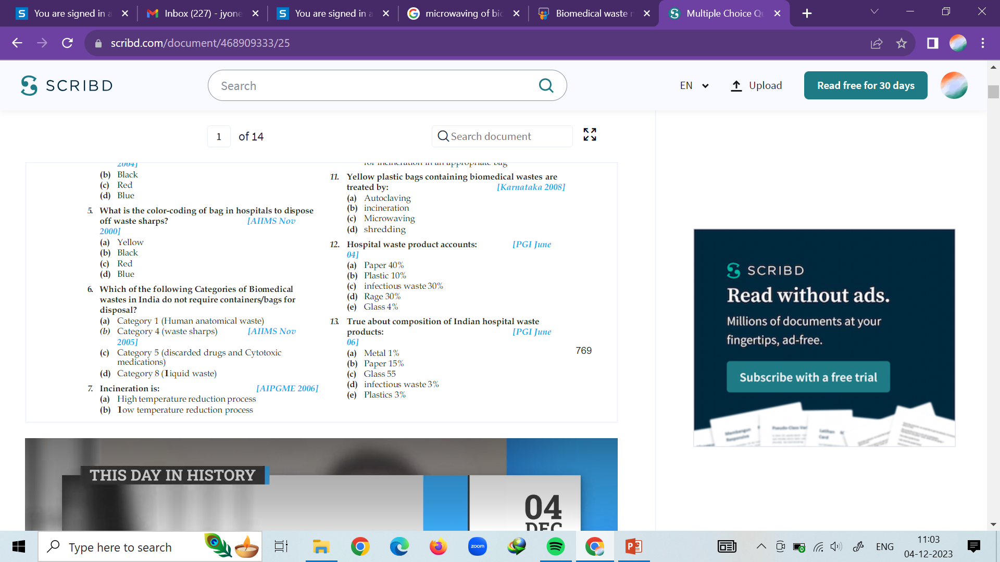 You are signed in a
Inbox (227) - jyone
You are signed in a
microwaving of bio
Biomedical waste
Multiple Choice Qu
scribd.com/document/468909333/25
SCRIBD
Search
EN
Upload
Read free for 30 days
1 of 14
Search document
2004]
(b) Black
(c) Red
(d) Blue
5. What is the color-coding of bag in hospitals to dispose
off waste sharps? [AIIMS Nov
2000]
(a) Yellow
(b) Black
(c) Red
(d) Blue
6. Which of the following Categories of Biomedical
wastes in India do not require containers/bags for
disposal?
(a) Category 1 (Human anatomical waste)
(b) Category 4 (waste sharps) [AIIMS Nov
2005]
(c) Category 5 (discarded drugs and Cytotoxic
medications)
(d) Category 8 (liquid waste)
7. Incineration is: [AIPGME 2006]
(a) High temperature reduction process
(b) low temperature reduction process
for incineration in an appropriate bag
11. Yellow plastic bags containing biomedical wastes are
treated by: [Karnataka 2008]
(a) Autoclaving
(b) incineration
(c) Microwaving
(d) shredding
12. Hospital waste product accounts: [PGI June
04]
(a) Paper 40%
(b) Plastic 10%
(c) infectious waste 30%
(d) Rage 30%
(e) Glass 4%
13. True about composition of Indian hospital waste
products: [PGI June
06]
(a) Metal 1%
(b) Paper 15%
(c) Glass 55
(d) infectious waste 3%
(e) Plastics 3%
769
SCRIBD
Read without ads.
Millions of documents at your
fingertips, ad-free.
Subscribe with a free trial
THIS DAY IN HISTORY
04
DEC
Type here to search
zoom
ENG
11:03
04-12-2023